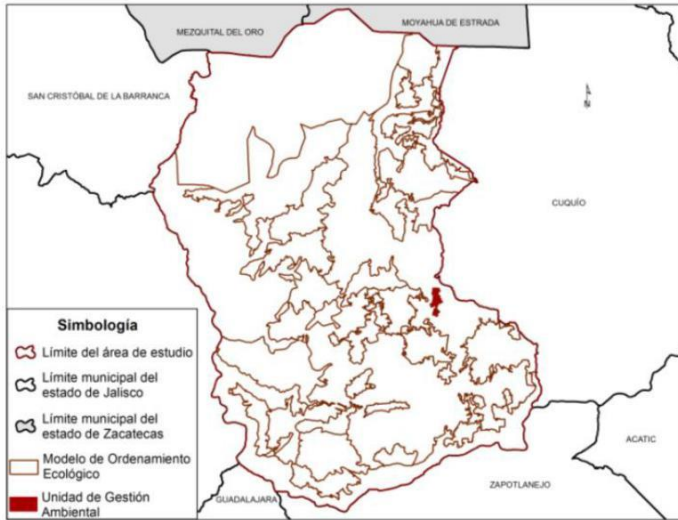 MEZQUITAL DEL ORO
MOYAHUA DE ESTRADA
SAN CRISTÓBAL DE LA BARRANCA
N
CUQUÍO
Simbología
Límite del área de estudio
Límite municipal del
estado de Jalisco
Límite municipal del
estado de Zacatecas
Modelo de Ordenamiento
Ecológico
Unidad de Gestión
Ambiental
GUADALAJARA
ZAPOTLANEJO
ACATIC